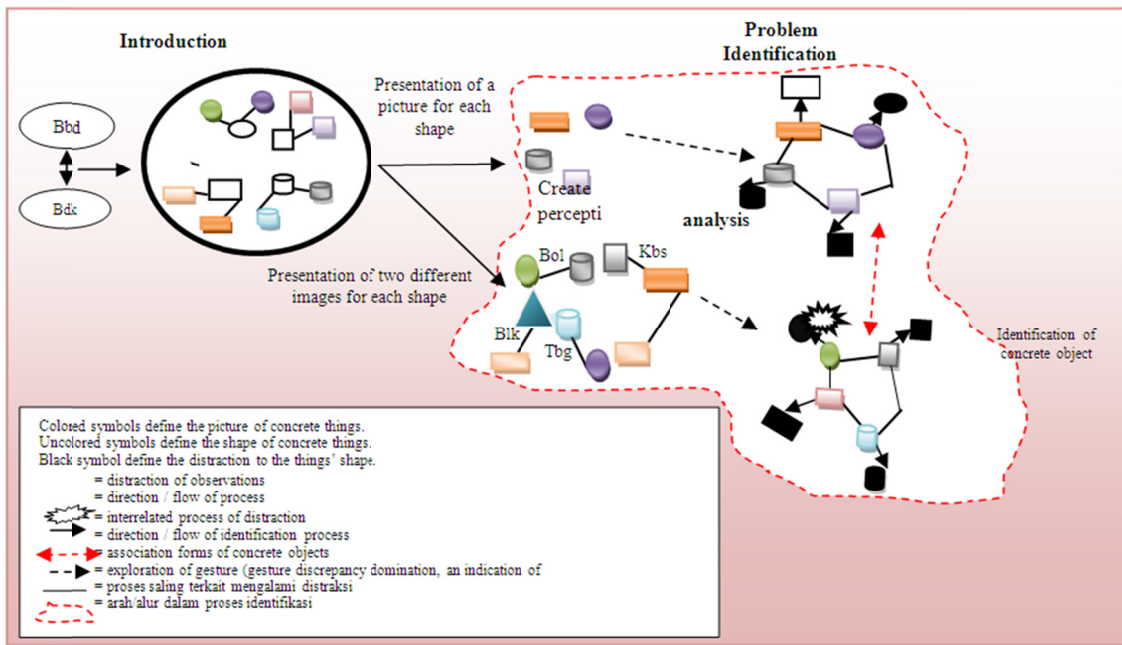 Introduction
Problem
Identification
Bbd
Bdk
Presentation of a
picture for each
shape
Create
percepti
analysis
Presentation of two different
images for each shape
Bol
Kbs
Blk
Tbg
Identification of
concrete object
Colored symbols define the picture of concrete things.
Uncolored symbols define the shape of concrete things.
Black symbol define the distraction to the things’ shape.
= distraction of observations
= direction / flow of process
= interrelated process of distraction
= direction / flow of identification process
= association forms of concrete objects
= exploration of gesture (gesture discrepancy domination, an indication of
= proses saling terkait mengalami distraksi
= arah/alur dalam proses identifikasi